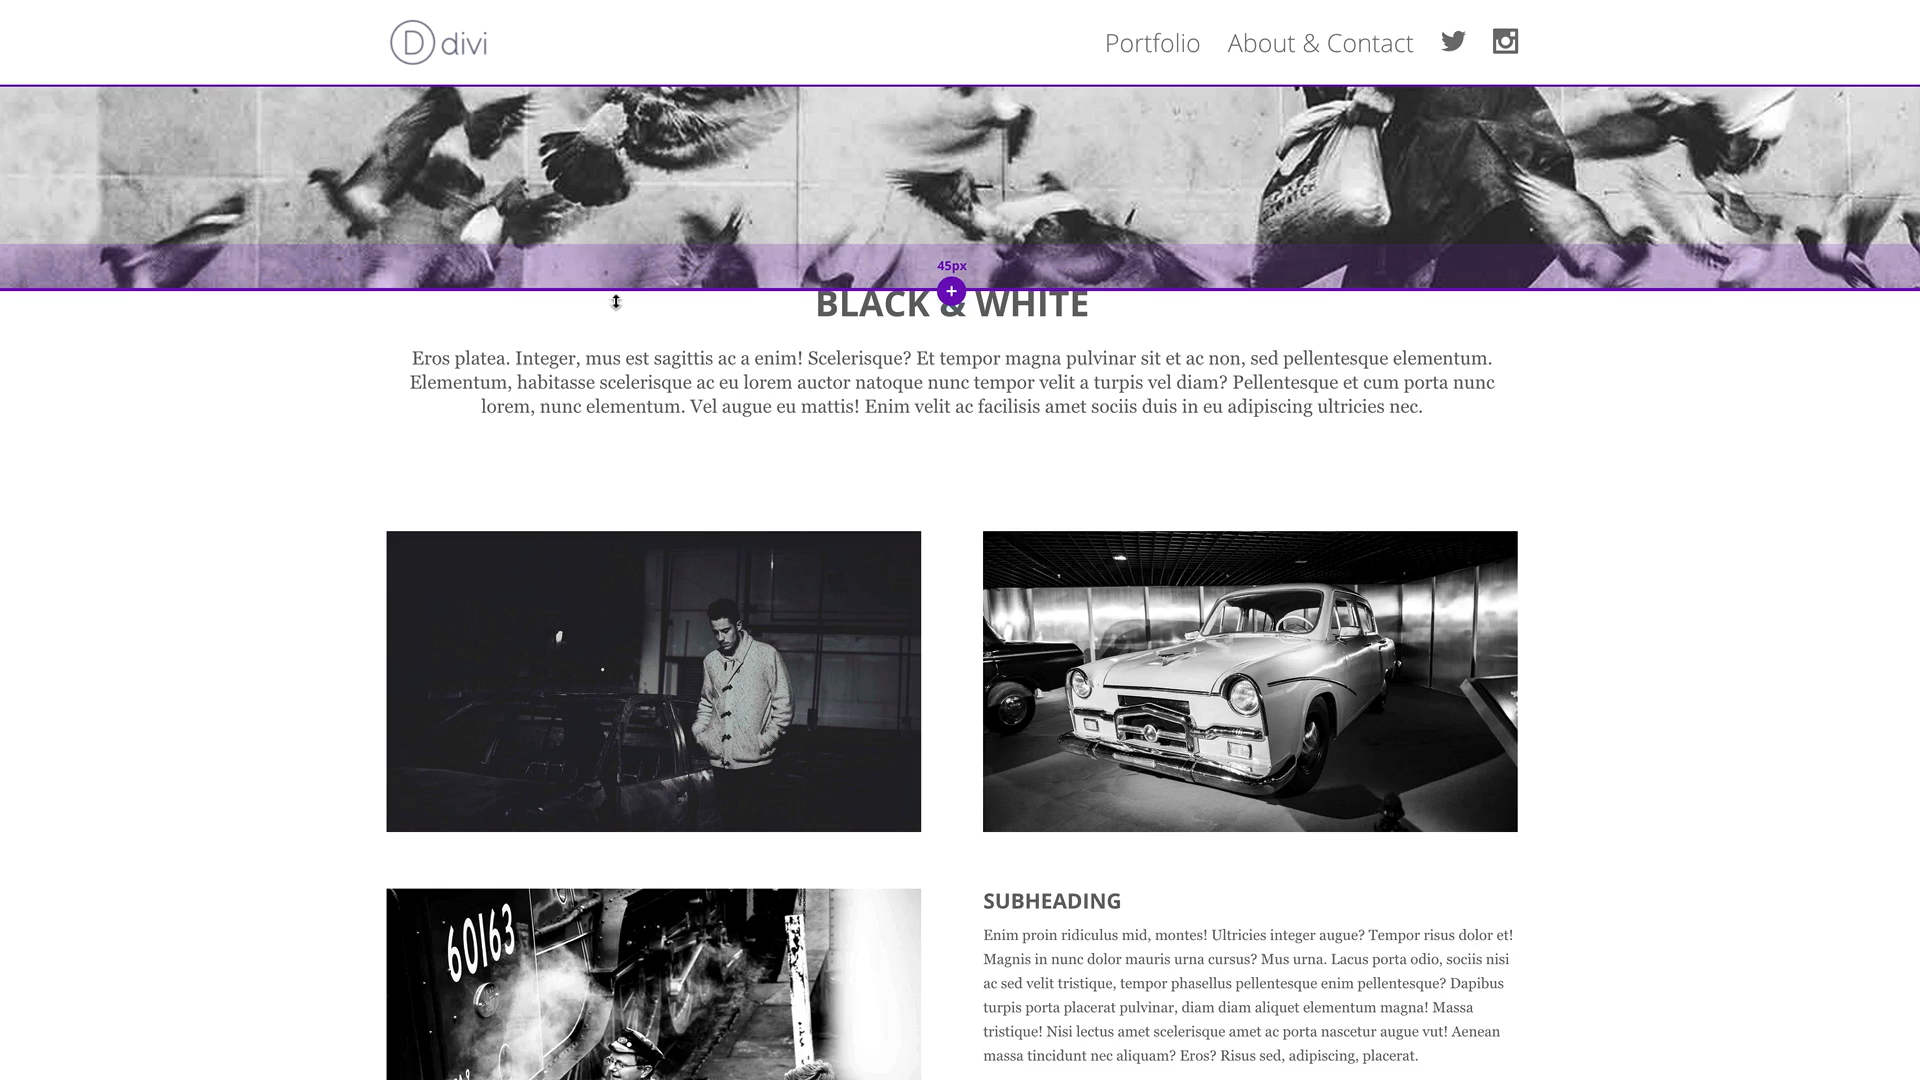 D divi
Portfolio About & Contact
45px
+
BLACK & WHITE
Eros platea. Integer, mus est sagittis ac a enim! Scelerisque? Et tempor magna pulvinar sit et ac non, sed pellentesque elementum.
Elementum, habitasse scelerisque ac eu lorem auctor natoque nunc tempor velit a turpis vel diam? Pellentesque et cum porta nunc
lorem, nunc elementum. Vel augue eu mattis! Enim velit ac facilisis amet sociis duis in eu adipiscing ultricies nec.
60163
SUBHEADING
Enim proin ridiculus mid, montes! Ultricies integer augue? Tempor risus dolor et!
Magnis in nunc dolor mauris urna cursus? Mus urna. Lacus porta odio, sociis nisi
ac sed velit tristique, tempor phasellus pellentesque enim pellentesque? Dapibus
turpis porta placerat pulvinar, diam diam aliquet elementum magna! Massa
tristique! Nisi lectus amet scelerisque amet ac porta nascetur augue vut! Aenean
massa tincidunt nec aliquam? Eros? Risus sed, adipiscing, placerat.